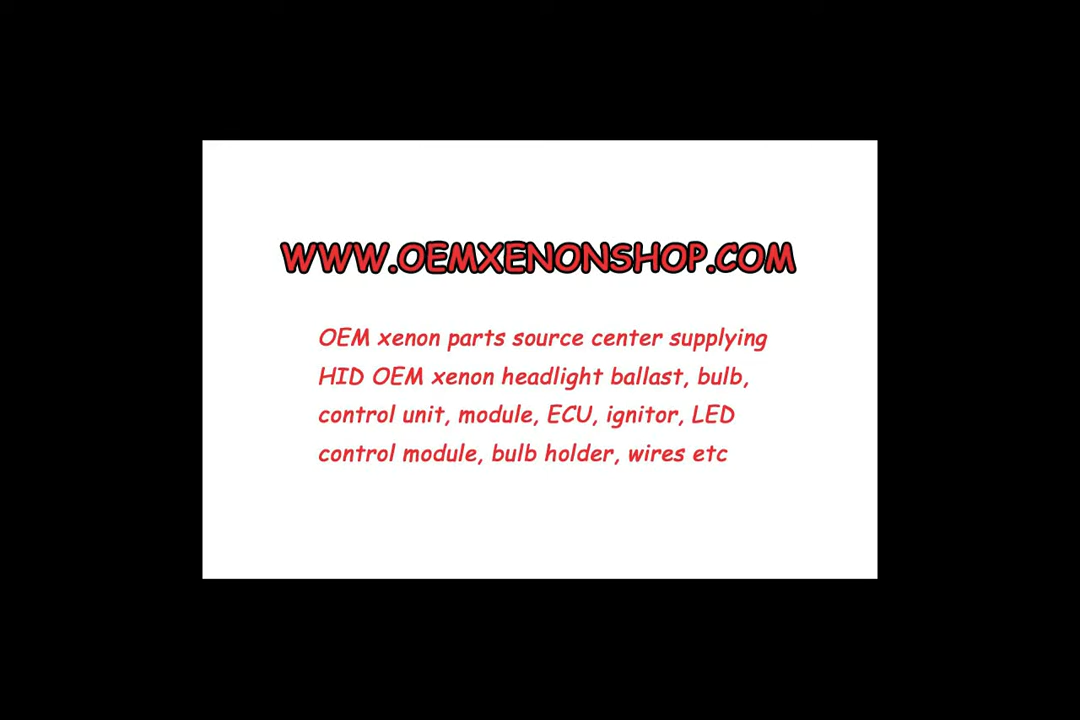 WWW.OEMXENONSHOP.COM
OEM xenon parts source center supplying
HID OEM xenon headlight ballast, bulb,
control unit, module, ECU, ignitor, LED
control module, bulb holder, wires etc